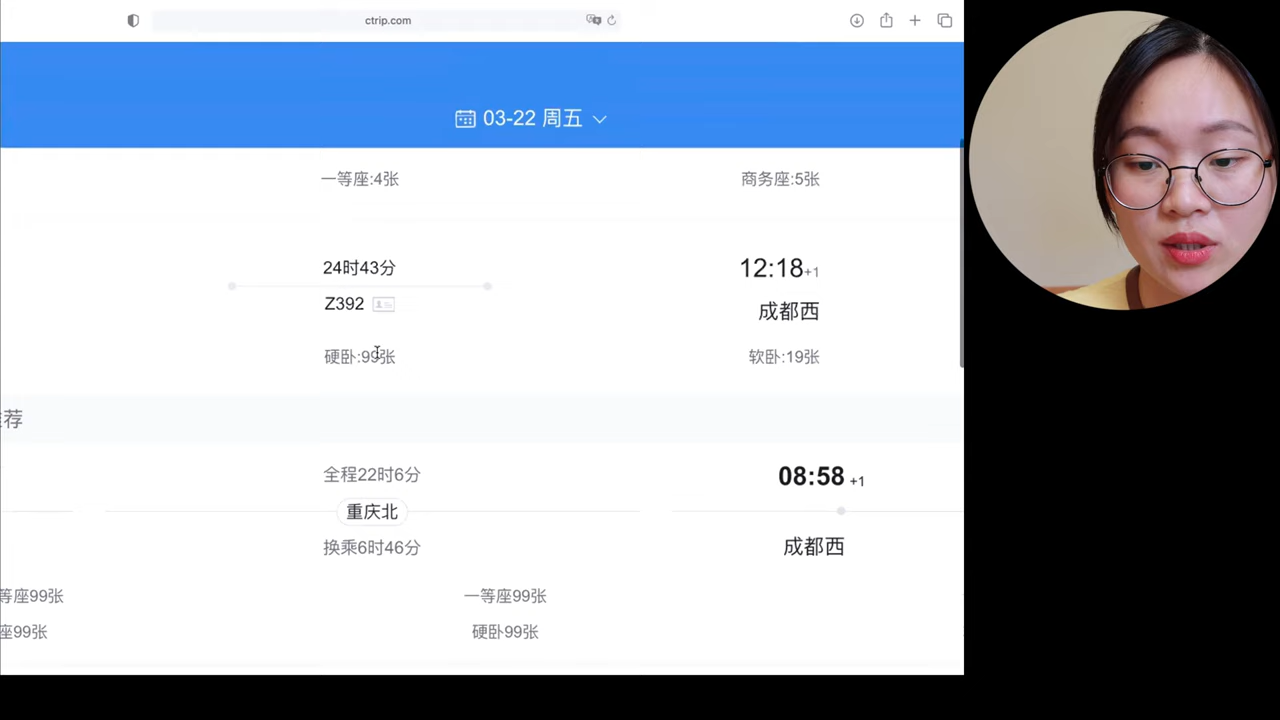 ctrip.com
03-22 周五
一等座:4张
商务座:5张
24时43分
12:18+1
Z392
成都西
硬卧:99张
软卧:19张
荐
全程22时6分
08:58 +1
重庆北
换乘6时46分
成都西
等座99张
一等座99张
座99张
硬卧99张